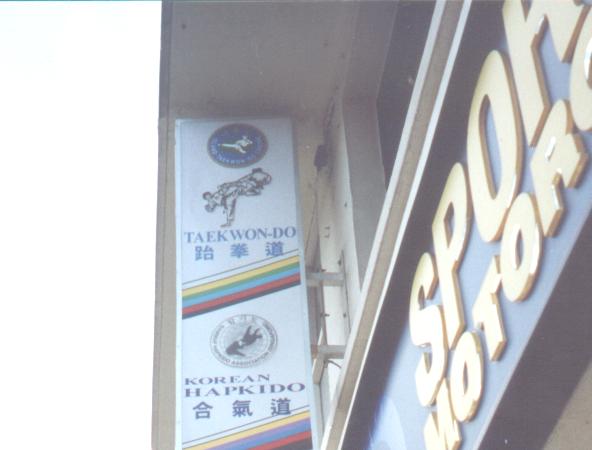 TAEKWON-DO
跆拳道
KOREAN
HAPKIDO
合氣道
SPOR
MOTOR